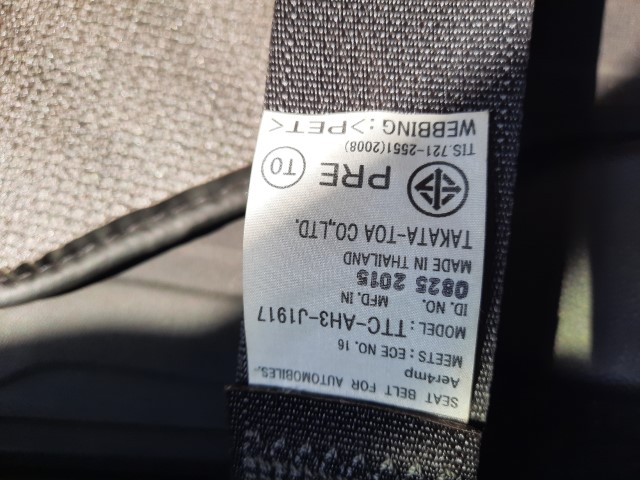 SEAT BELT FOR AUTOMOBILES.
Aer4mp
MEETS : ECE NO. 16
MODEL : TTC-AH3-J1917
ID. NO. MFD. IN
0825 2015
MADE IN THAILAND
TAKATA-TOA CO.,LTD.
PRE TO
TIS.721-2551(2008)
WEBBING : >PET<